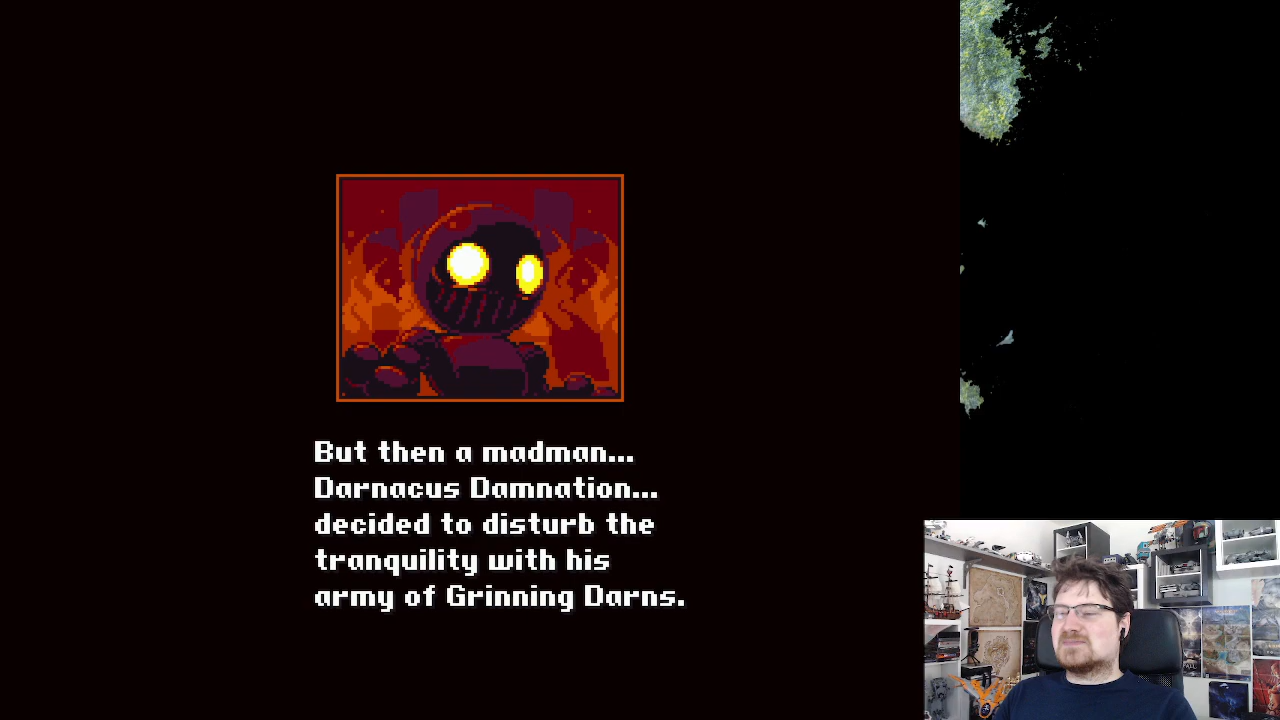 But then a madman...
Darnacus Damnation...
decided to disturb the
tranquility with his
army of Grinning Darns.